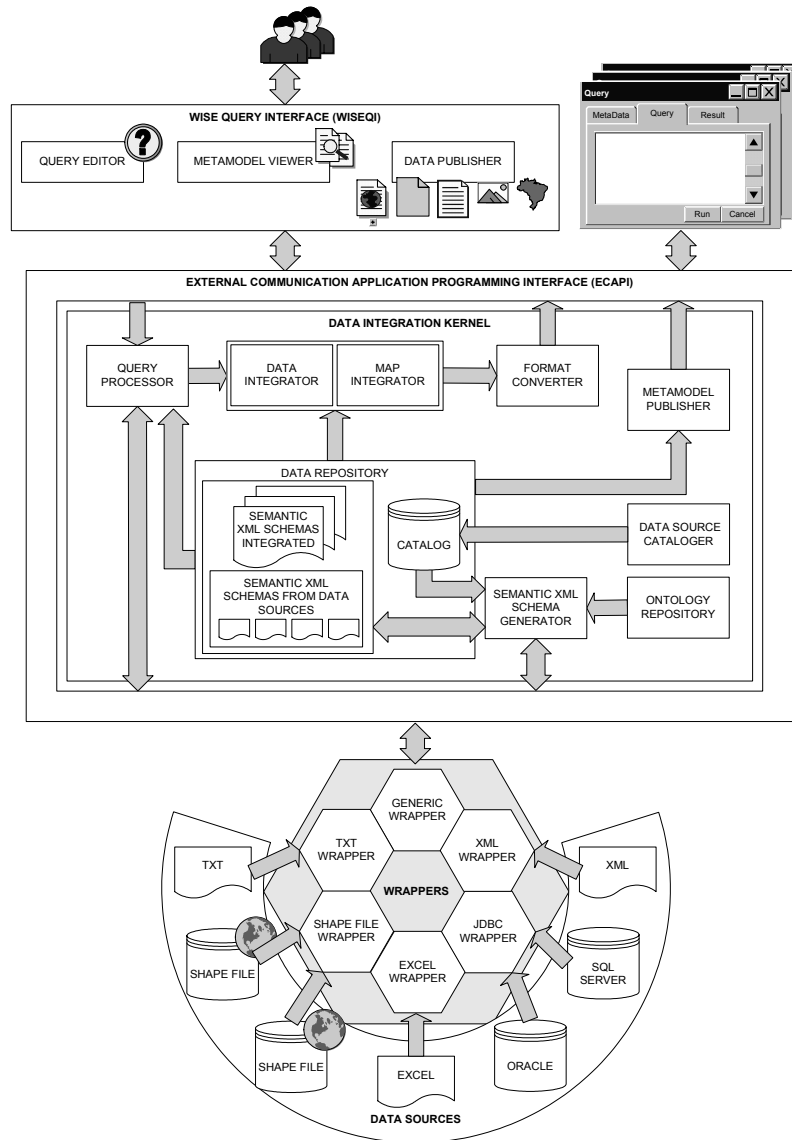 WISE QUERY INTERFACE (WISEQI)
QUERY EDITOR
?
METAMODEL VIEWER
DATA PUBLISHER
Query
MetaData
Query
Result
Run
Cancel
EXTERNAL COMMUNICATION APPLICATION PROGRAMMING INTERFACE (ECAPI)
DATA INTEGRATION KERNEL
QUERY
PROCESSOR
DATA
INTEGRATOR
MAP
INTEGRATOR
FORMAT
CONVERTER
METAMODEL
PUBLISHER
DATA REPOSITORY
SEMANTIC
XML SCHEMAS
INTEGRATED
CATALOG
DATA SOURCE
CATALOGER
SEMANTIC XML
SCHEMAS FROM DATA
SOURCES
SEMANTIC XML
SCHEMA
GENERATOR
ONTOLOGY
REPOSITORY
GENERIC
WRAPPER
TXT
WRAPPER
XML
WRAPPER
TXT
XML
WRAPPERS
SHAPE FILE
WRAPPER
JDBC
WRAPPER
SHAPE FILE
SQL
SERVER
EXCEL
WRAPPER
SHAPE FILE
EXCEL
ORACLE
DATA SOURCES